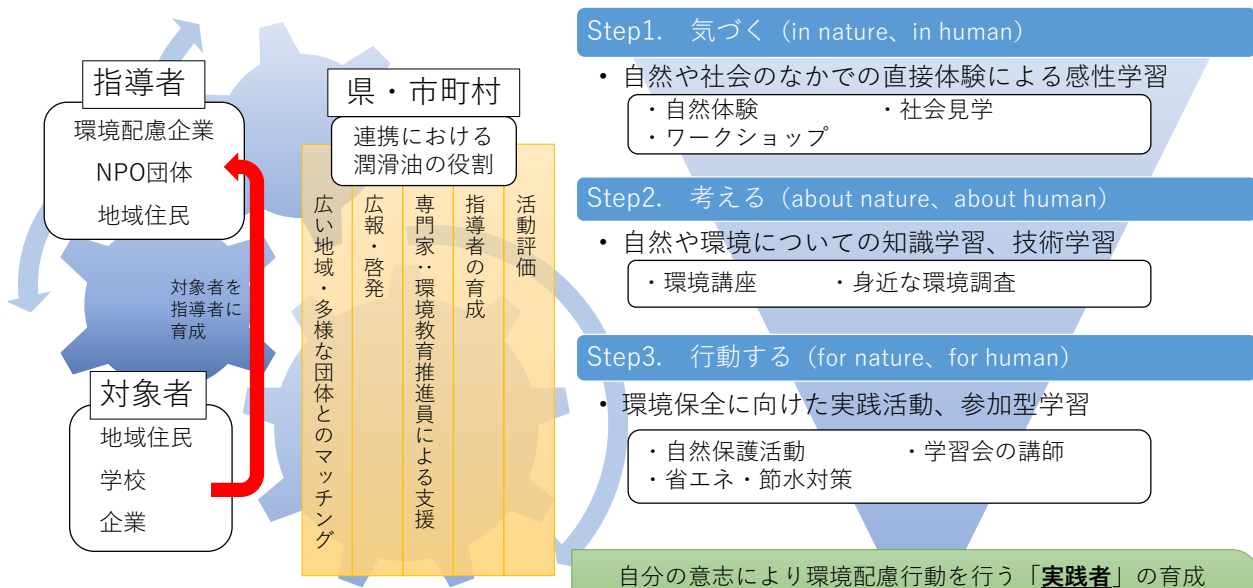 指導者
環境配慮企業
NPO団体
地域住民
対象者を
指導者に
育成
対象者
地域住民
学校
企業
県・市町村
連携における
潤滑油の役割
広い地域・多様な団体とのマッチング
広報・啓発
専門家:環境教育推進員による支援
指導者の育成
活動評価
Step1. 気づく(in nature、in human)
• 自然や社会のなかでの直接体験による感性学習
・自然体験 ・社会見学
・ワークショップ
Step2. 考える(about nature、about human)
• 自然や環境についての知識学習、技術学習
・環境講座 ・身近な環境調査
Step3. 行動する(for nature、for human)
• 環境保全に向けた実践活動、参加型学習
・自然保護活動 ・学習会の講師
・省エネ・節水対策
自分の意志により環境配慮行動を行う「実践者」の育成